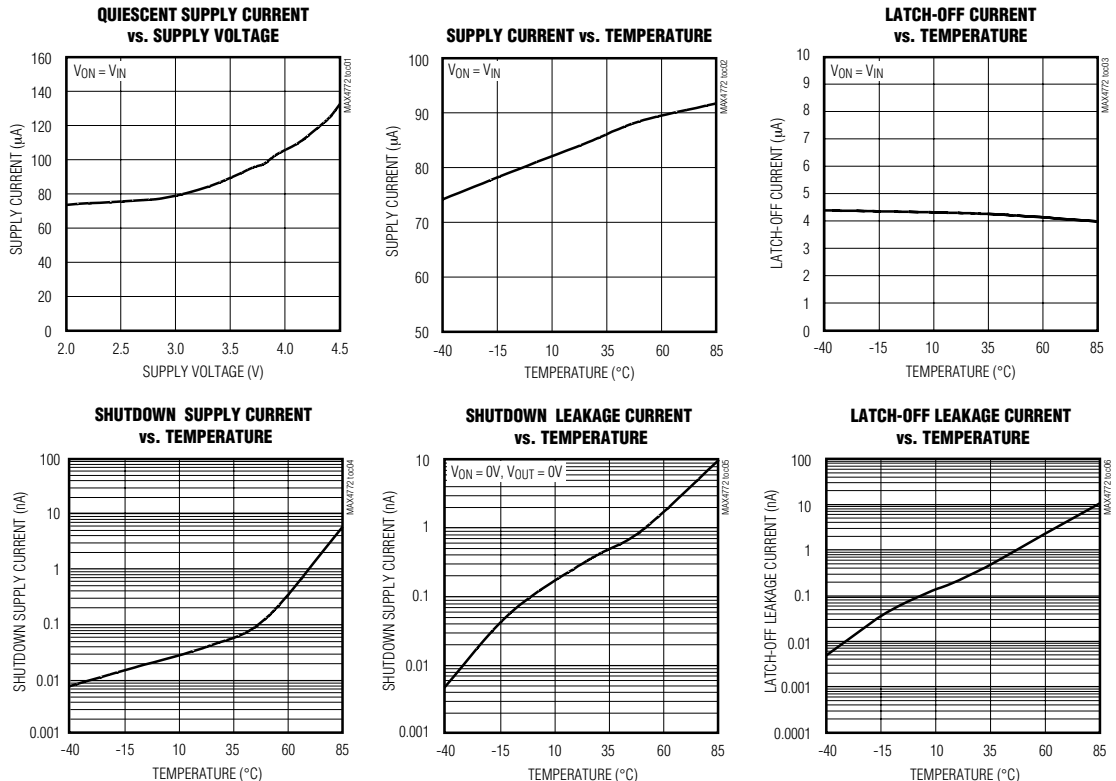 QUIESCENT SUPPLY CURRENT
vs. SUPPLY VOLTAGE
VON = VIN
MAX4772 toc01
SUPPLY CURRENT (μA)
160
140
120
100
80
60
40
20
0
2.0 2.5 3.0 3.5 4.0 4.5
SUPPLY VOLTAGE (V)
SUPPLY CURRENT vs. TEMPERATURE
VON = VIN
MAX4772 toc02
SUPPLY CURRENT (μA)
100
90
80
70
60
50
-40 -15 10 35 60 85
TEMPERATURE (°C)
LATCH-OFF CURRENT
vs. TEMPERATURE
VON = VIN
MAX4772 toc03
LATCH-OFF CURRENT (μA)
10
9
8
7
6
5
4
3
2
1
0
-40 -15 10 35 60 85
TEMPERATURE (°C)
SHUTDOWN SUPPLY CURRENT
vs. TEMPERATURE
MAX4772 toc04
SHUTDOWN SUPPLY CURRENT (nA)
100
10
1
0.1
0.01
0.001
-40 -15 10 35 60 85
TEMPERATURE (°C)
SHUTDOWN LEAKAGE CURRENT
vs. TEMPERATURE
VON = 0V, VOUT = 0V
MAX4772 toc05
SHUTDOWN SUPPLY CURRENT (nA)
10
1
0.1
0.01
0.001
-40 -15 10 35 60 85
TEMPERATURE (°C)
LATCH-OFF LEAKAGE CURRENT
vs. TEMPERATURE
MAX4772 toc06
LATCH-OFF LEAKAGE CURRENT (nA)
100
10
1
0.1
0.01
0.001
0.0001
-40 -15 10 35 60 85
TEMPERATURE (°C)